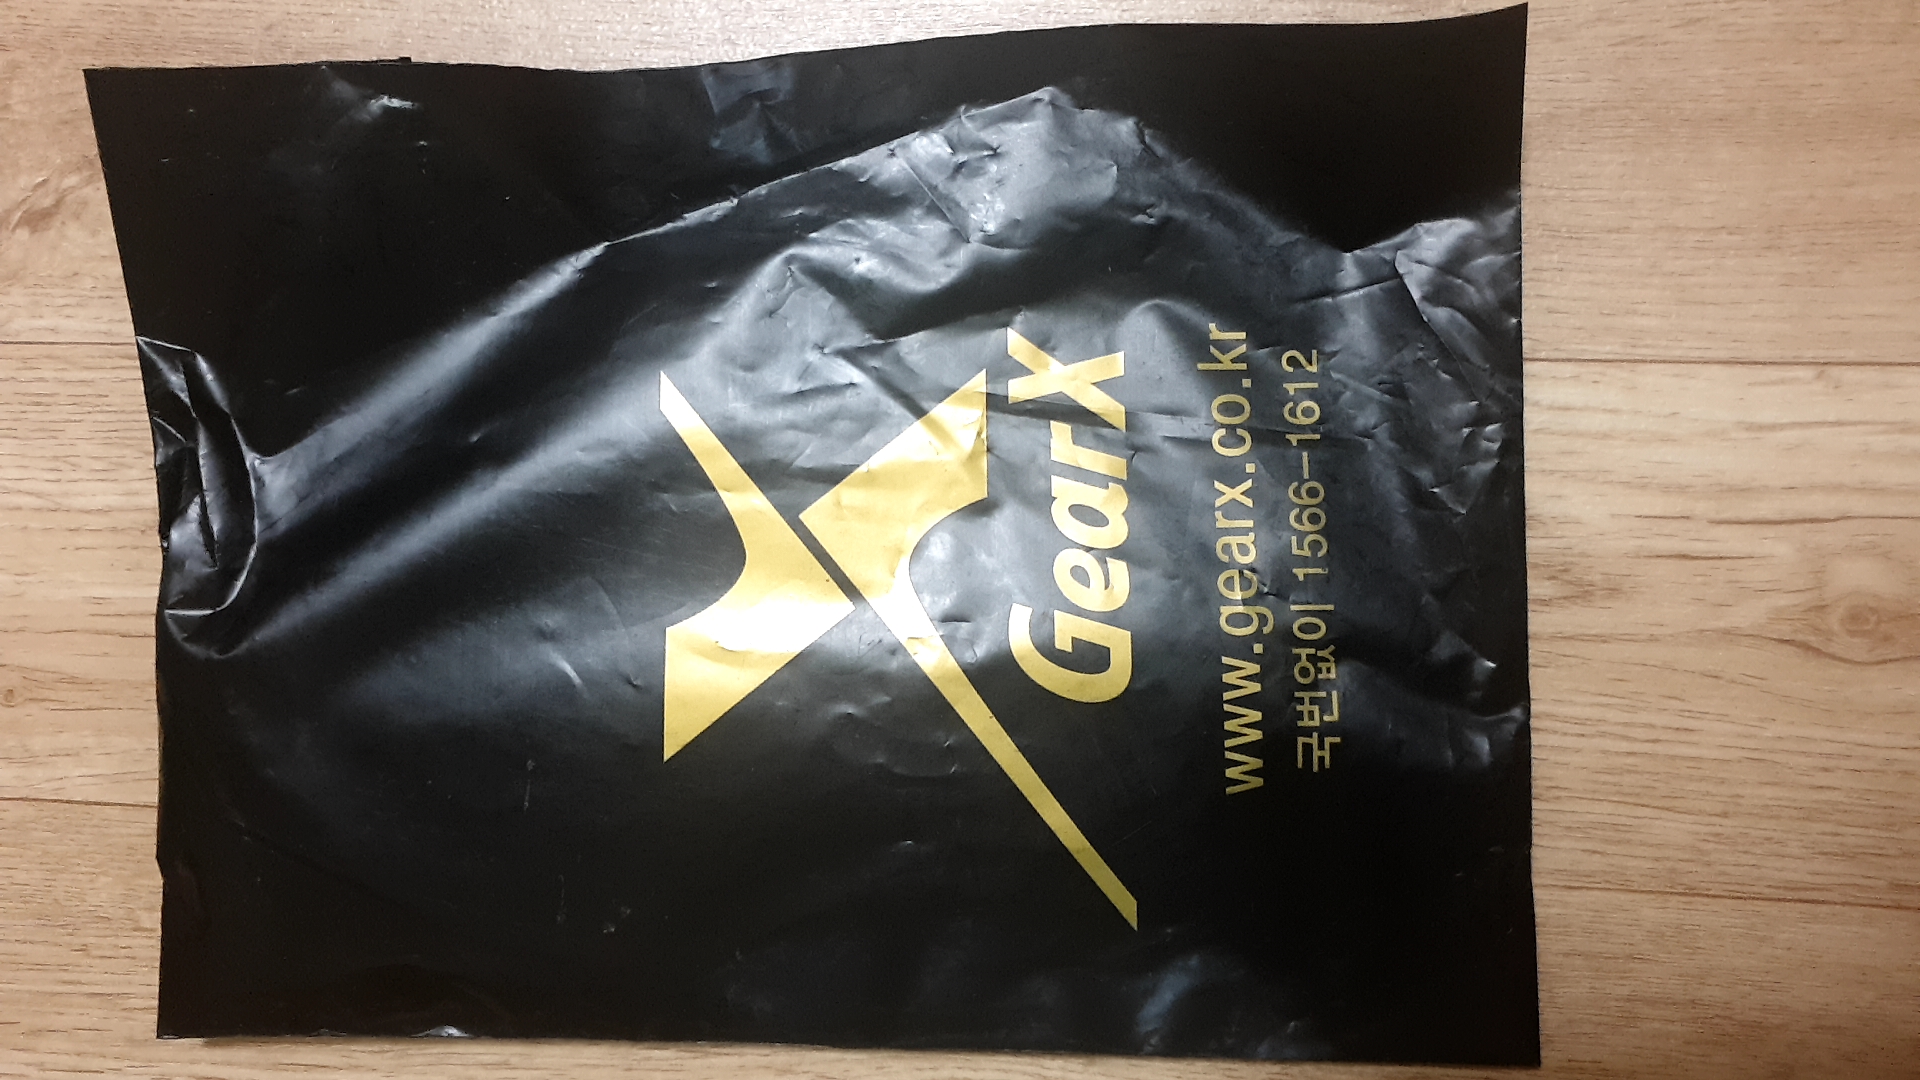 GearX
www.gearx.co.kr
국번없이 1566-1612